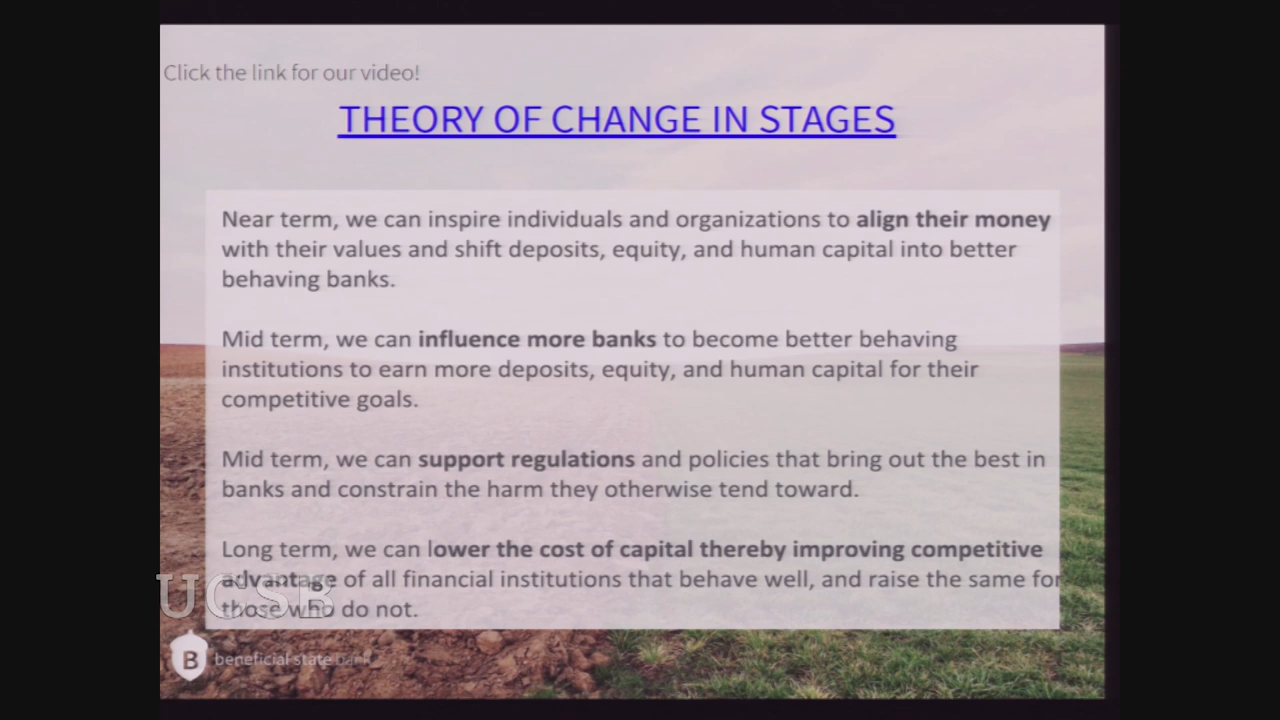 Click the link for our video!
THEORY OF CHANGE IN STAGES
Near term, we can inspire individuals and organizations to align their money
with their values and shift deposits, equity, and human capital into better
behaving banks.
Mid term, we can influence more banks to become better behaving
institutions to earn more deposits, equity, and human capital for their
competitive goals.
Mid term, we can support regulations and policies that bring out the best in
banks and constrain the harm they otherwise tend toward.
Long term, we can lower the cost of capital thereby improving competitive
advantage of all financial institutions that behave well, and raise the same for
those who do not.
UCSB
B beneficial state bank